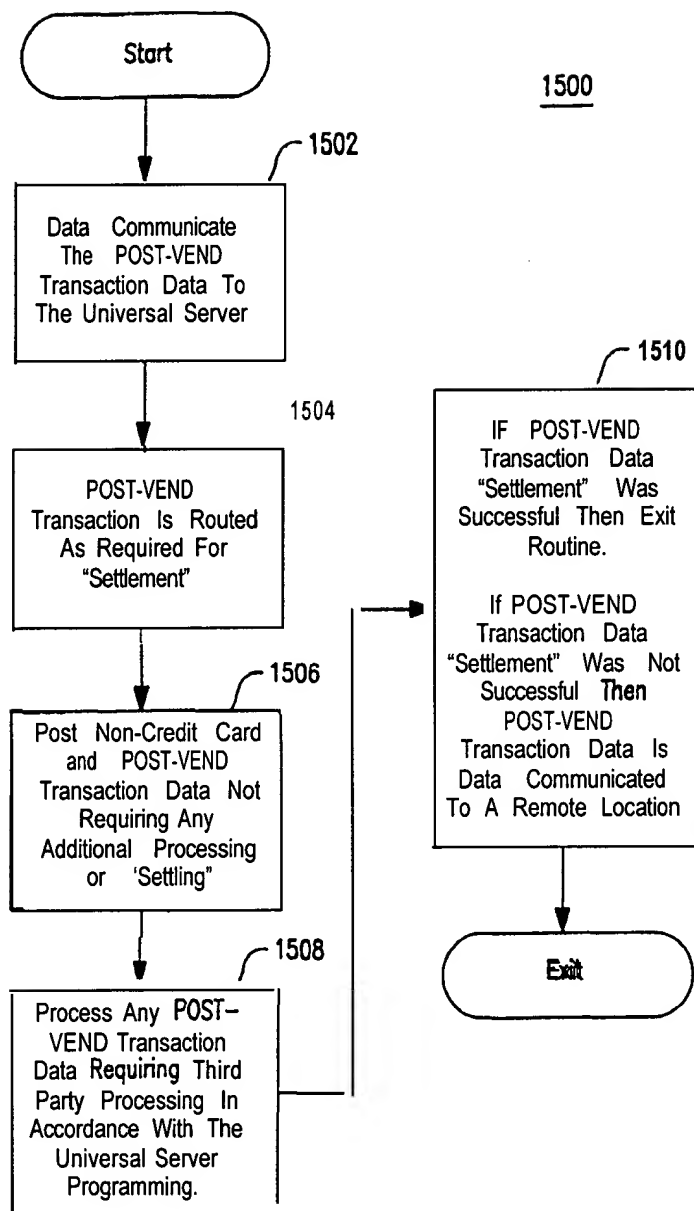 Start
1500
1502
Data Communicate
The POST-VEND
Transaction Data To
The Universal Server
1504
POST-VEND
Transaction Is Routed
As Required For
“Settlement”
1506
Post Non-Credit Card
and POST-VEND
Transaction Data Not
Requiring Any
Additional Processing
or ‘Settling”
1508
Process Any POST-
VEND Transaction
Data Requiring Third
Party Processing In
Accordance With The
Universal Server
Programming.
1510
IF POST-VEND
Transaction Data
“Settlement” Was
Successful Then Exit
Routine.
If POST-VEND
Transaction Data
“Settlement” Was Not
Successful Then
POST-VEND
Transaction Data Is
Data Communicated
To A Remote Location
Exit